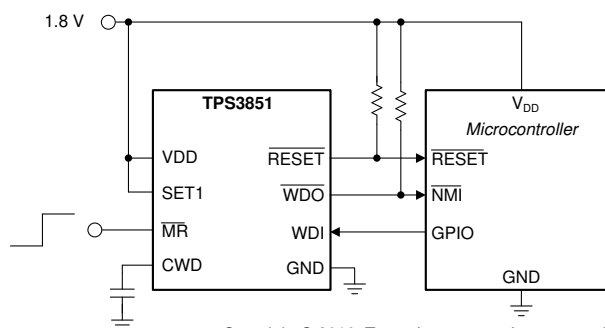 1.8 V
TPS3851
VDD
SET1
MR
CWD
RESET
WDO
WDI
GND
VDD
Microcontroller
RESET
NMI
GPIO
GND